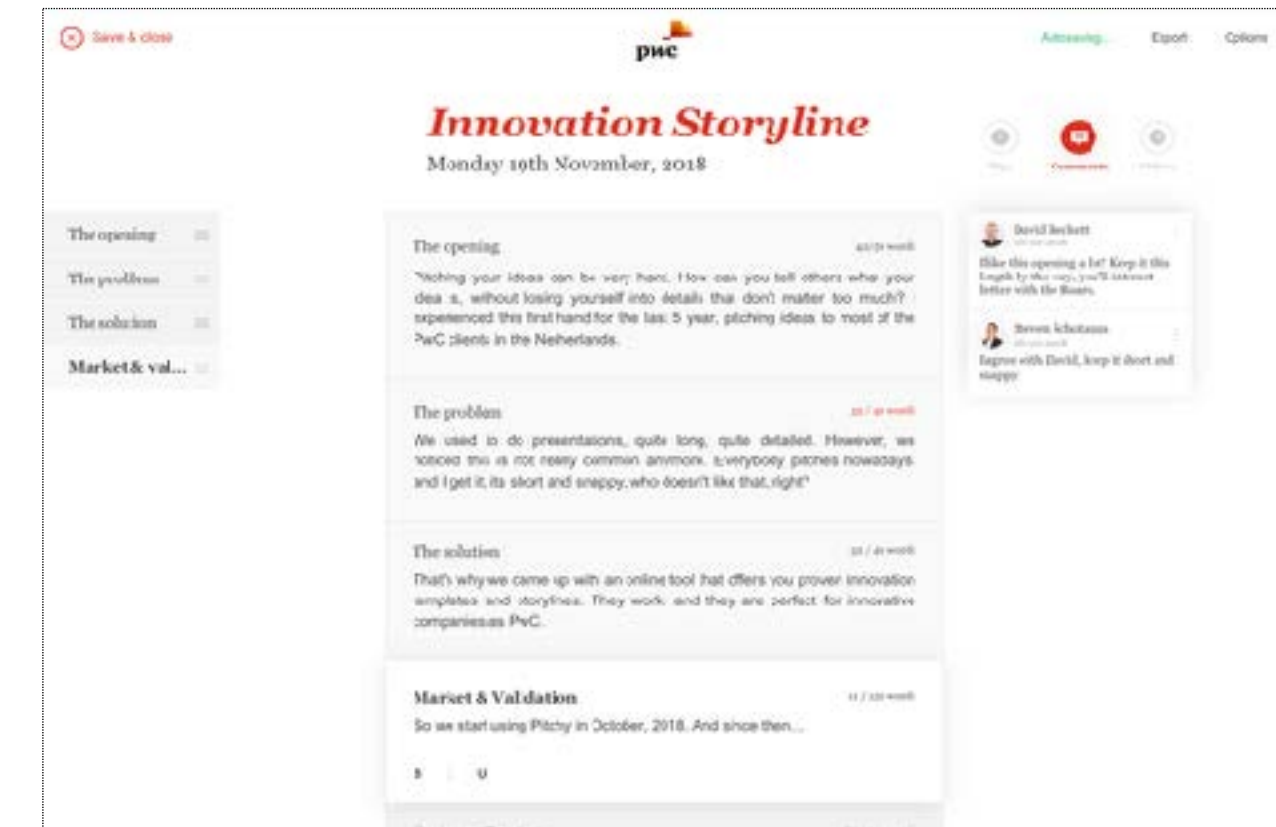 Save & close
pwc
Autosaving...
Export
Options
Innovation Storyline
Monday 19th November, 2018
The opening
The problem
The solution
Market & val...
The opening
Pitching your ideas can be very hard. How can you tell others what your
idea is, without losing yourself into details that don't matter too much? I
experienced this first hand for the last 5 year, pitching ideas to most of the
PwC clients in the Netherlands.
The problem
We used to do presentations, quite long, quite detailed. However, we
noticed this is not really common anymore. Everybody pitches nowadays
and I get it, its short and snappy, who doesn't like that, right?
The solution
That's why we came up with an online tool that offers you proven innovation
templates and storylines. They work and they are perfect for innovative
companies as PwC.
Market & Validation
So we start using Pitchy in October, 2018. And since then...
B
U
Comments
David Beckett
I like this opening a lot! Keep it this
length by the way, you'll
better with the
Steven
I agree with David, keep it short and
snappy